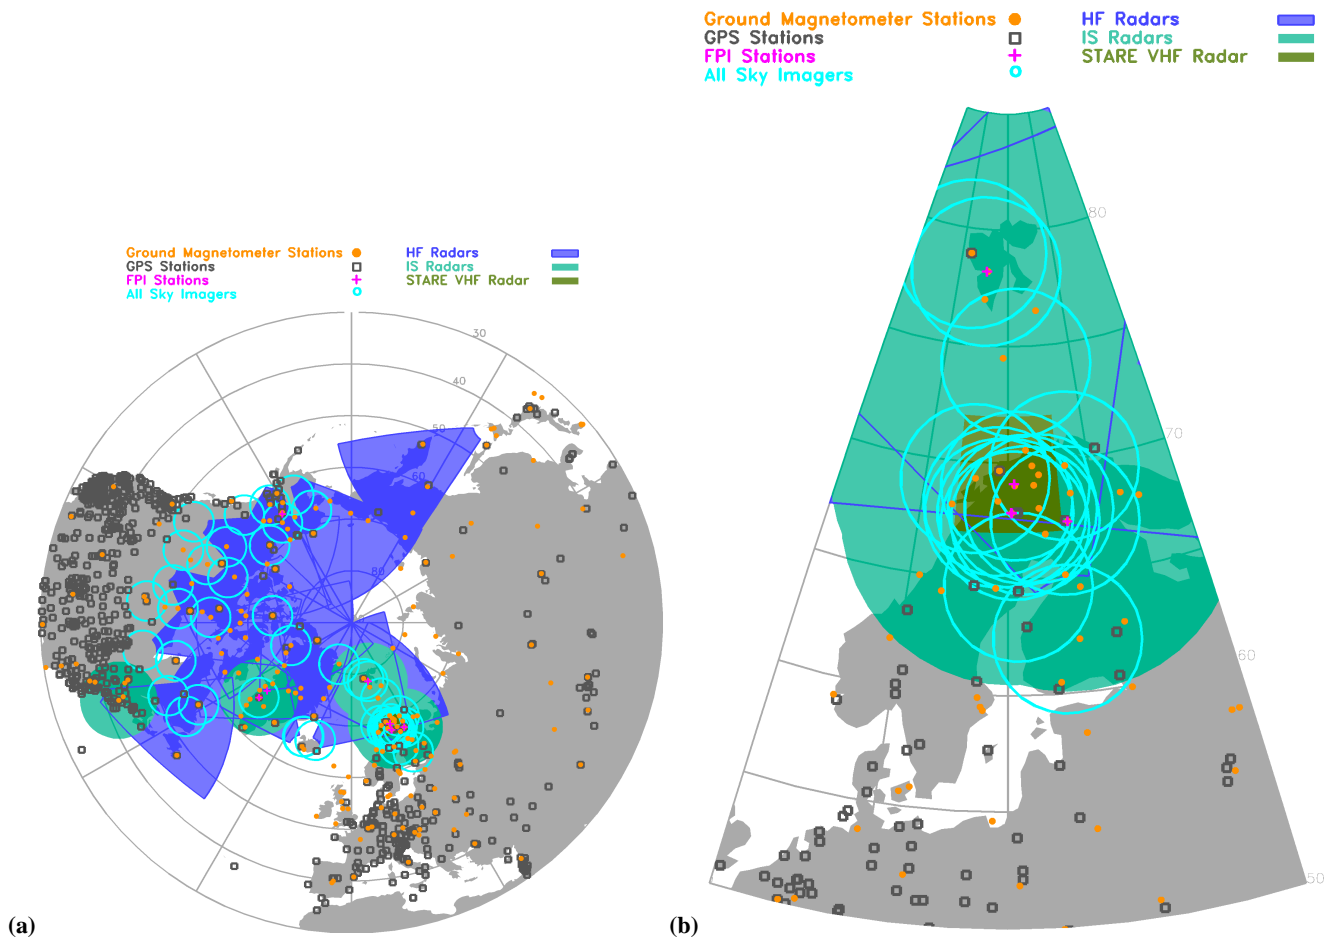 Ground Magnetometer Stations
GPS Stations
FPI Stations
All Sky Imagers
HF Radars
IS Radars
STARE VHF Radar
30
40
50
60
80
(a)
Ground Magnetometer Stations
GPS Stations
FPI Stations
All Sky Imagers
HF Radars
IS Radars
STARE VHF Radar
80
70
60
50
(b)